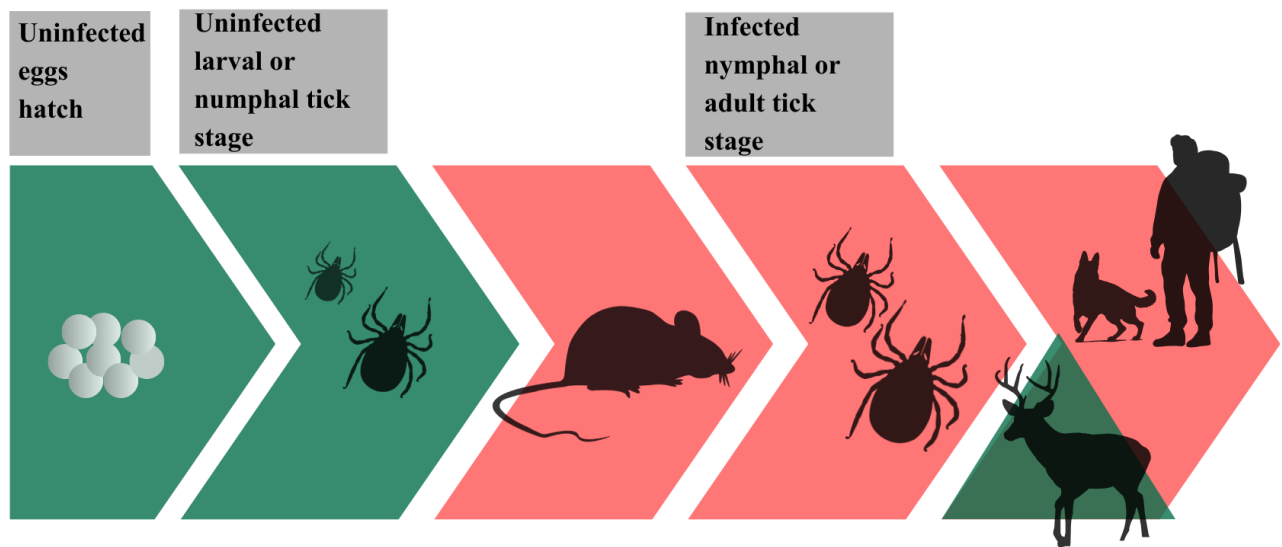 Uninfected
eggs
hatch
Uninfected
larval or
numphal tick
stage
Infected
nymphal or
adult tick
stage